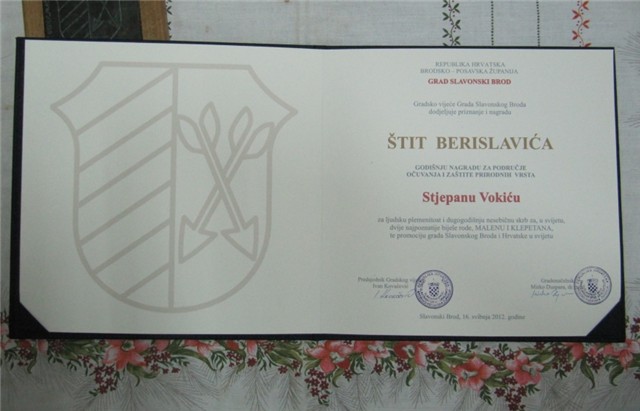 REPUBLIKA HRVATSKA
BRODSKO - POSAVSKA ŽUPANIJA
GRAD SLAVONSKI BROD
Gradsko vijeće Grada Slavonskog Broda
dodjeljuje priznanje i nagradu
ŠTIT BERISLAVIĆA
GODIŠNJU NAGRADU ZA PODRUČJE
OČUVANJA I ZAŠTITE PRIRODNIH VRSTA
Stjepanu Vokiću
za ljudsku plemenitost i dugogodišnju nesebičnu skrb za, u svijetu,
dvije najpoznatije bijele rode, MALENU I KLEPETANA,
te promociju grada Slavonskog Broda i Hrvatske u svijetu
Predsjednik Gradskog
Gradonačelnik
Slavonski Brod, 16. svibnja 2012. godine